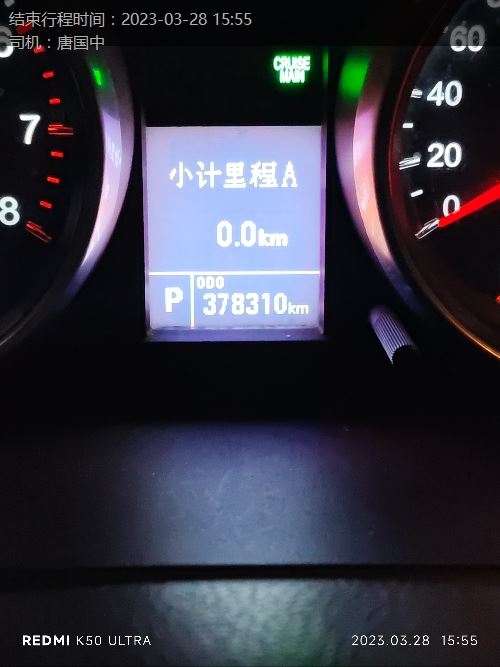 结束行程时间：2023-03-28 15:55
司机：唐国中
CRUISE
MAIN
60
40
20
0
7
8
小计里程A
0.0km
ODO
P 378310km
REDMI K50 ULTRA
2023.03.28 15:55